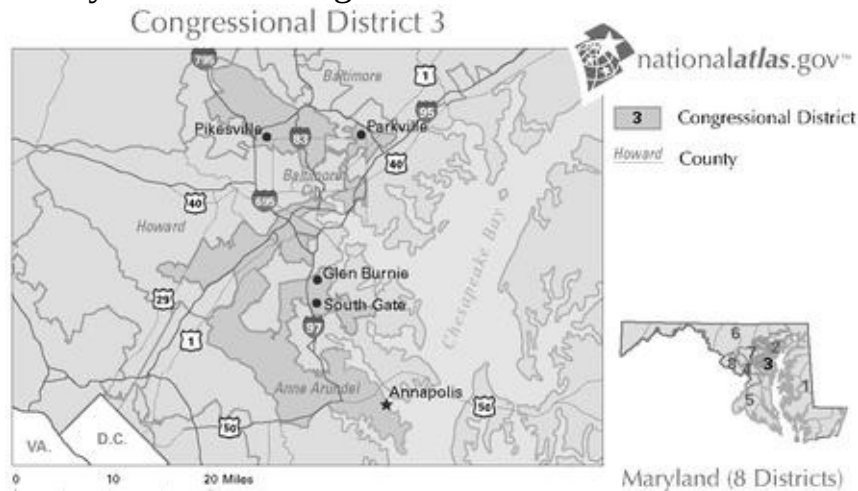 Congressional District 3
nationalatlas.gov™
3 Congressional District
Howard County
795
Baltimore
1
95
Pikesville
83
Parkville
40
Baltimore
City
40
695
Howard
Chesapeake Bay
Glen Burnie
29
South Gate
97
1
Anne Arundel
Annapolis
50
50
VA.
D.C.
0 10 20 Miles
6
2
7
3
8
4
1
5
Maryland (8 Districts)